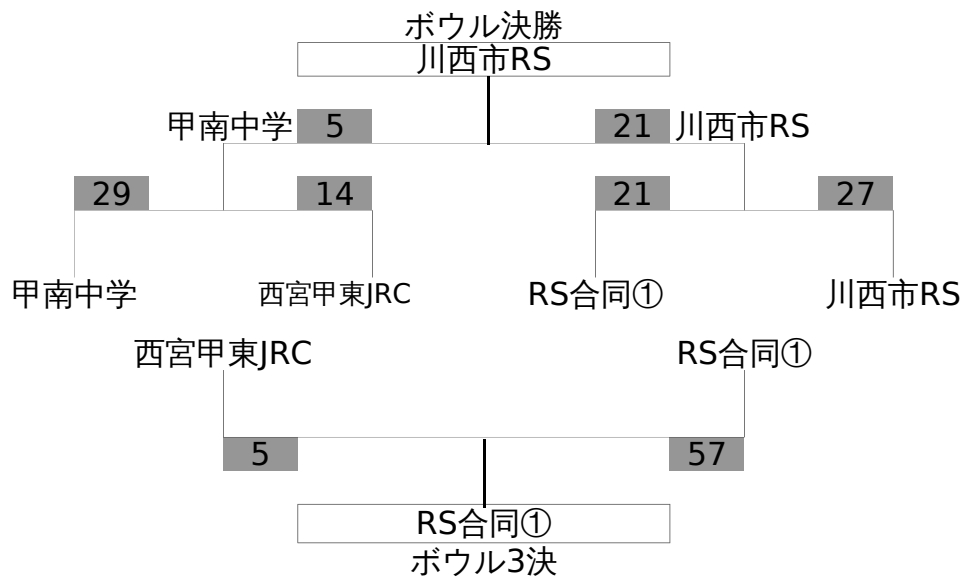 ボウル決勝
川西市RS
甲南中学 5 21 川西市RS
29 14 21 27
甲南中学 西宮甲東JRC RS合同① 川西市RS
西宮甲東JRC RS合同①
5 57
RS合同①
ボウル3決